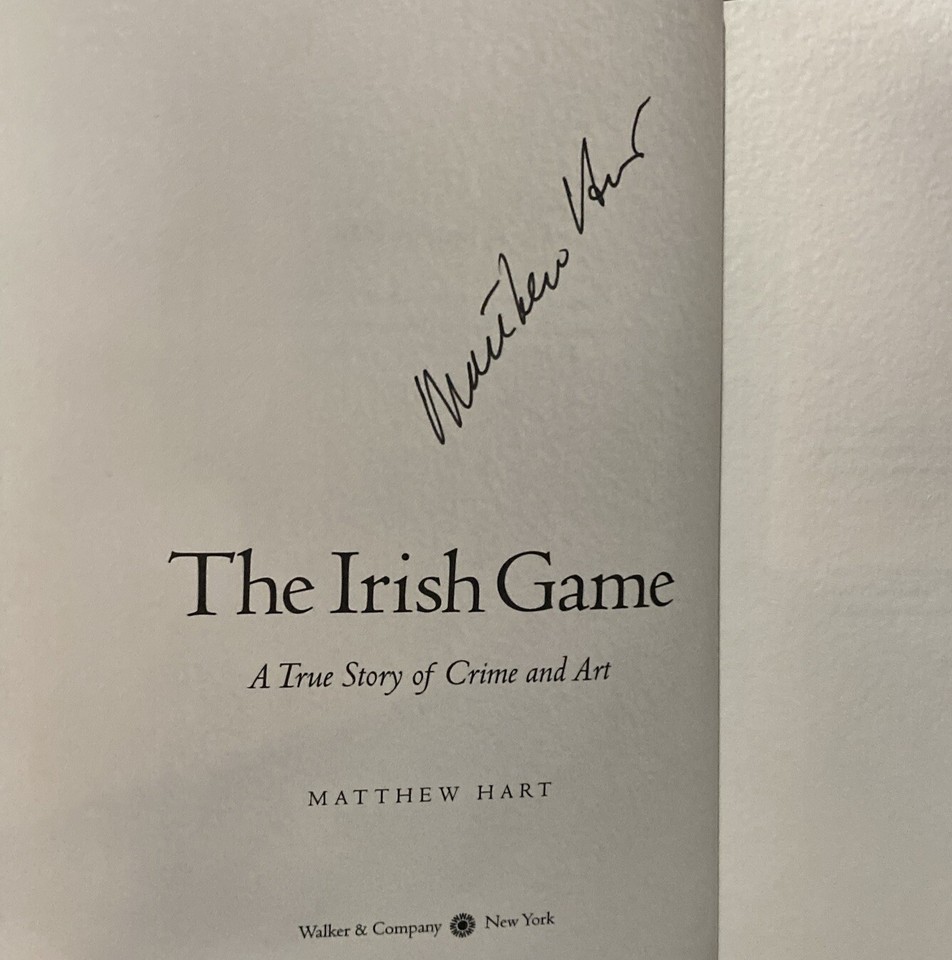 Matthew Hart
The Irish Game
A True Story of Crime and Art
MATTHEW HART
Walker & Company New York